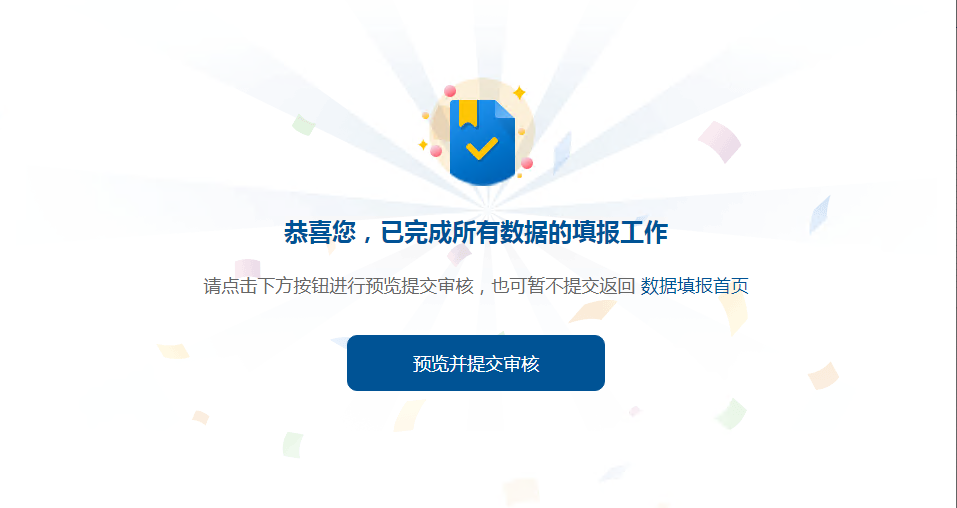 恭喜您，已完成所有数据的填报工作
请点击下方按钮进行预览提交审核，也可暂不提交返回 数据填报首页
预览并提交审核